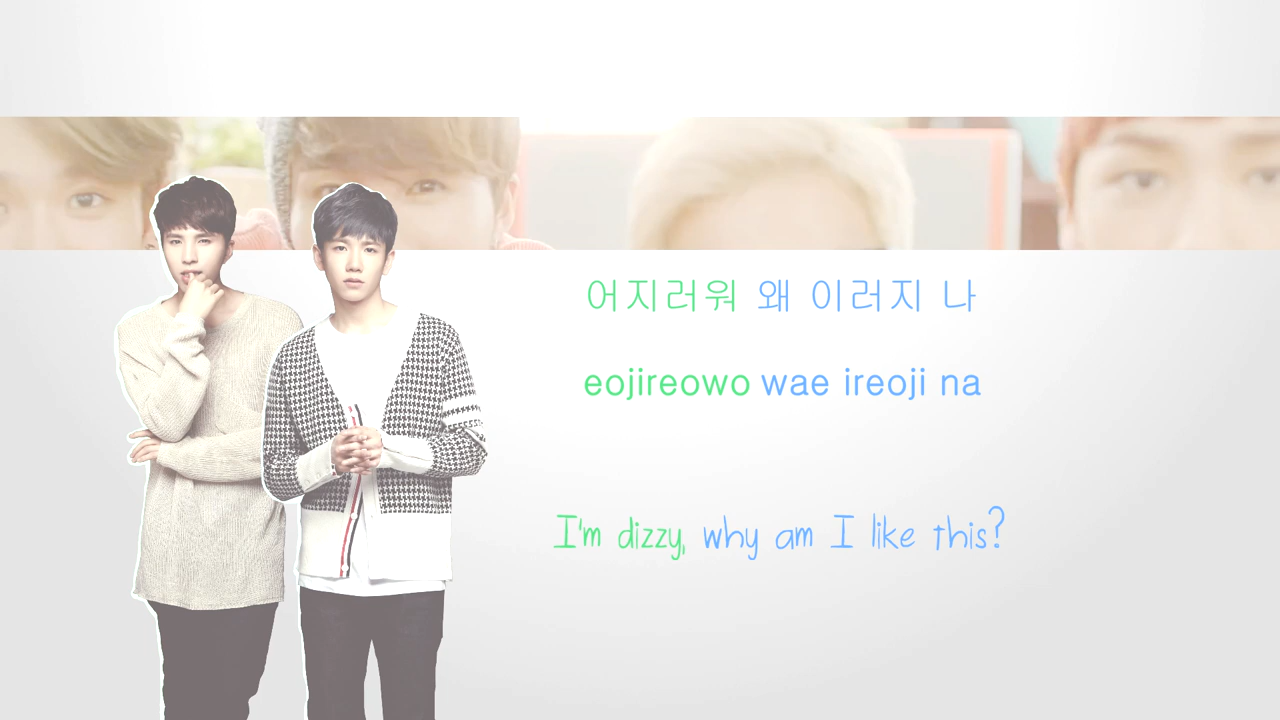 어지러워 왜 이러지 나
eojireowo wae ireoji na
I'm dizzy, why am I like this?